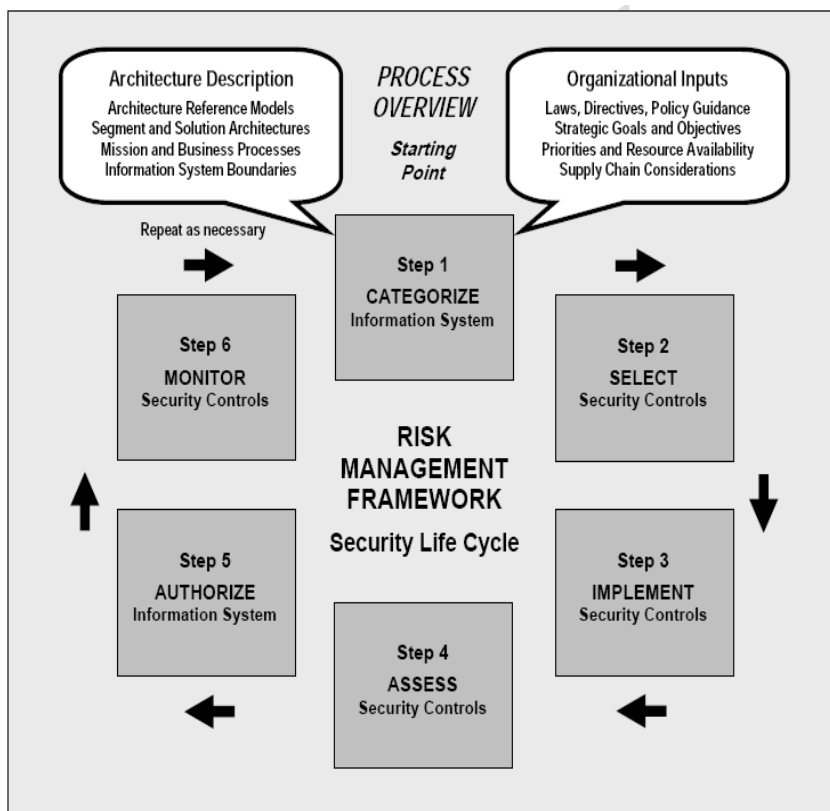 Architecture Description
Architecture Reference Models
Segment and Solution Architectures
Mission and Business Processes
Information System Boundaries
PROCESS
OVERVIEW
Starting
Point
Organizational Inputs
Laws, Directives, Policy Guidance
Strategic Goals and Objectives
Priorities and Resource Availability
Supply Chain Considerations
Repeat as necessary
Step 1
CATEGORIZE
Information System
Step 2
SELECT
Security Controls
Step 3
IMPLEMENT
Security Controls
Step 4
ASSESS
Security Controls
Step 5
AUTHORIZE
Information System
Step 6
MONITOR
Security Controls
RISK
MANAGEMENT
FRAMEWORK
Security Life Cycle